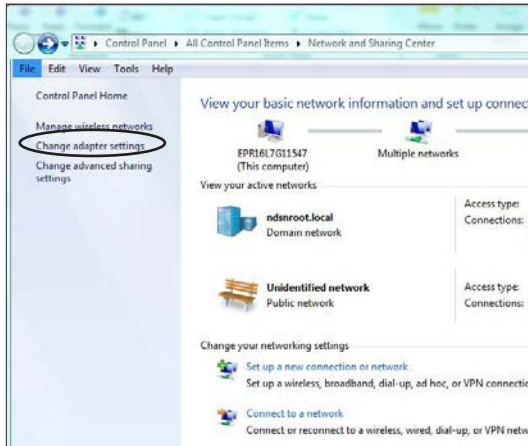 Control Panel ▸ All Control Panel Items ▸ Network and Sharing Center
File Edit View Tools Help
Control Panel Home
Manage wireless networks
Change adapter settings
Change advanced sharing
settings
View your basic network information and set up connec
EPR16L7G11547
(This computer)
Multiple networks
View your active networks
ndsnroot.local
Domain network
Access type:
Connections:
Unidentified network
Public network
Access type:
Connections:
Change your networking settings
Set up a new connection or network
Set up a wireless, broadband, dial-up, ad hoc, or VPN connectio
Connect to a network
Connect or reconnect to a wireless, wired, dial-up, or VPN netw